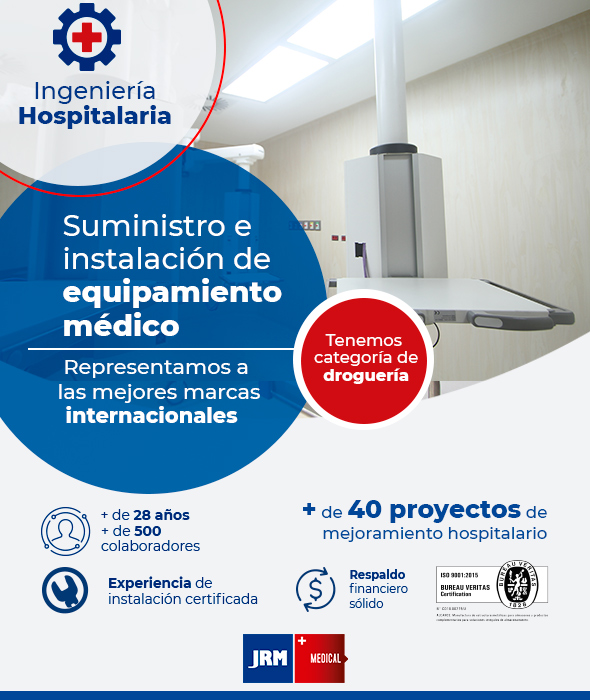 Ingeniería
Hospitalaria
Suministro e
instalación de
equipamiento
médico
Representamos a
las mejores marcas
internacionales
Tenemos
categoría de
droguería
+ de 28 años
+ de 500
colaboradores
+ de 40 proyectos de
mejoramiento hospitalario
Experiencia de
instalación certificada
Respaldo
financiero
sólido
ISO 9001:2015
BUREAU VERITAS
Certification
BUREAU VERITAS
1828
JRM
MEDICAL